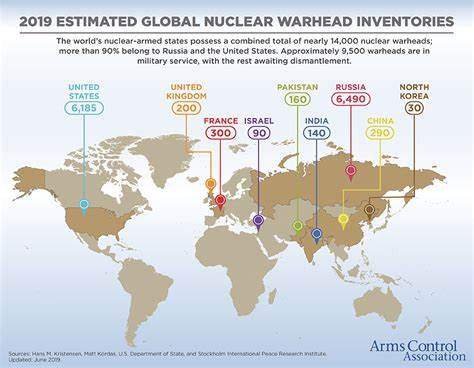 2019 ESTIMATED GLOBAL NUCLEAR WARHEAD INVENTORIES
The world's nuclear-armed states possess a combined total of nearly 14,000 nuclear warheads;
more than 90% belong to Russia and the United States. Approximately 9,500 warheads are in
military service, with the rest awaiting dismantlement.
UNITED
STATES
6,185
UNITED
KINGDOM
200
FRANCE
300
ISRAEL
90
PAKISTAN
160
INDIA
140
RUSSIA
6,490
CHINA
290
NORTH
KOREA
30
Sources: Hans M. Kristensen, Matt Kordas, U.S. Department of State, and Stockholm International Peace Research Institute.
Updated: June 2019.
Arms Control
Association